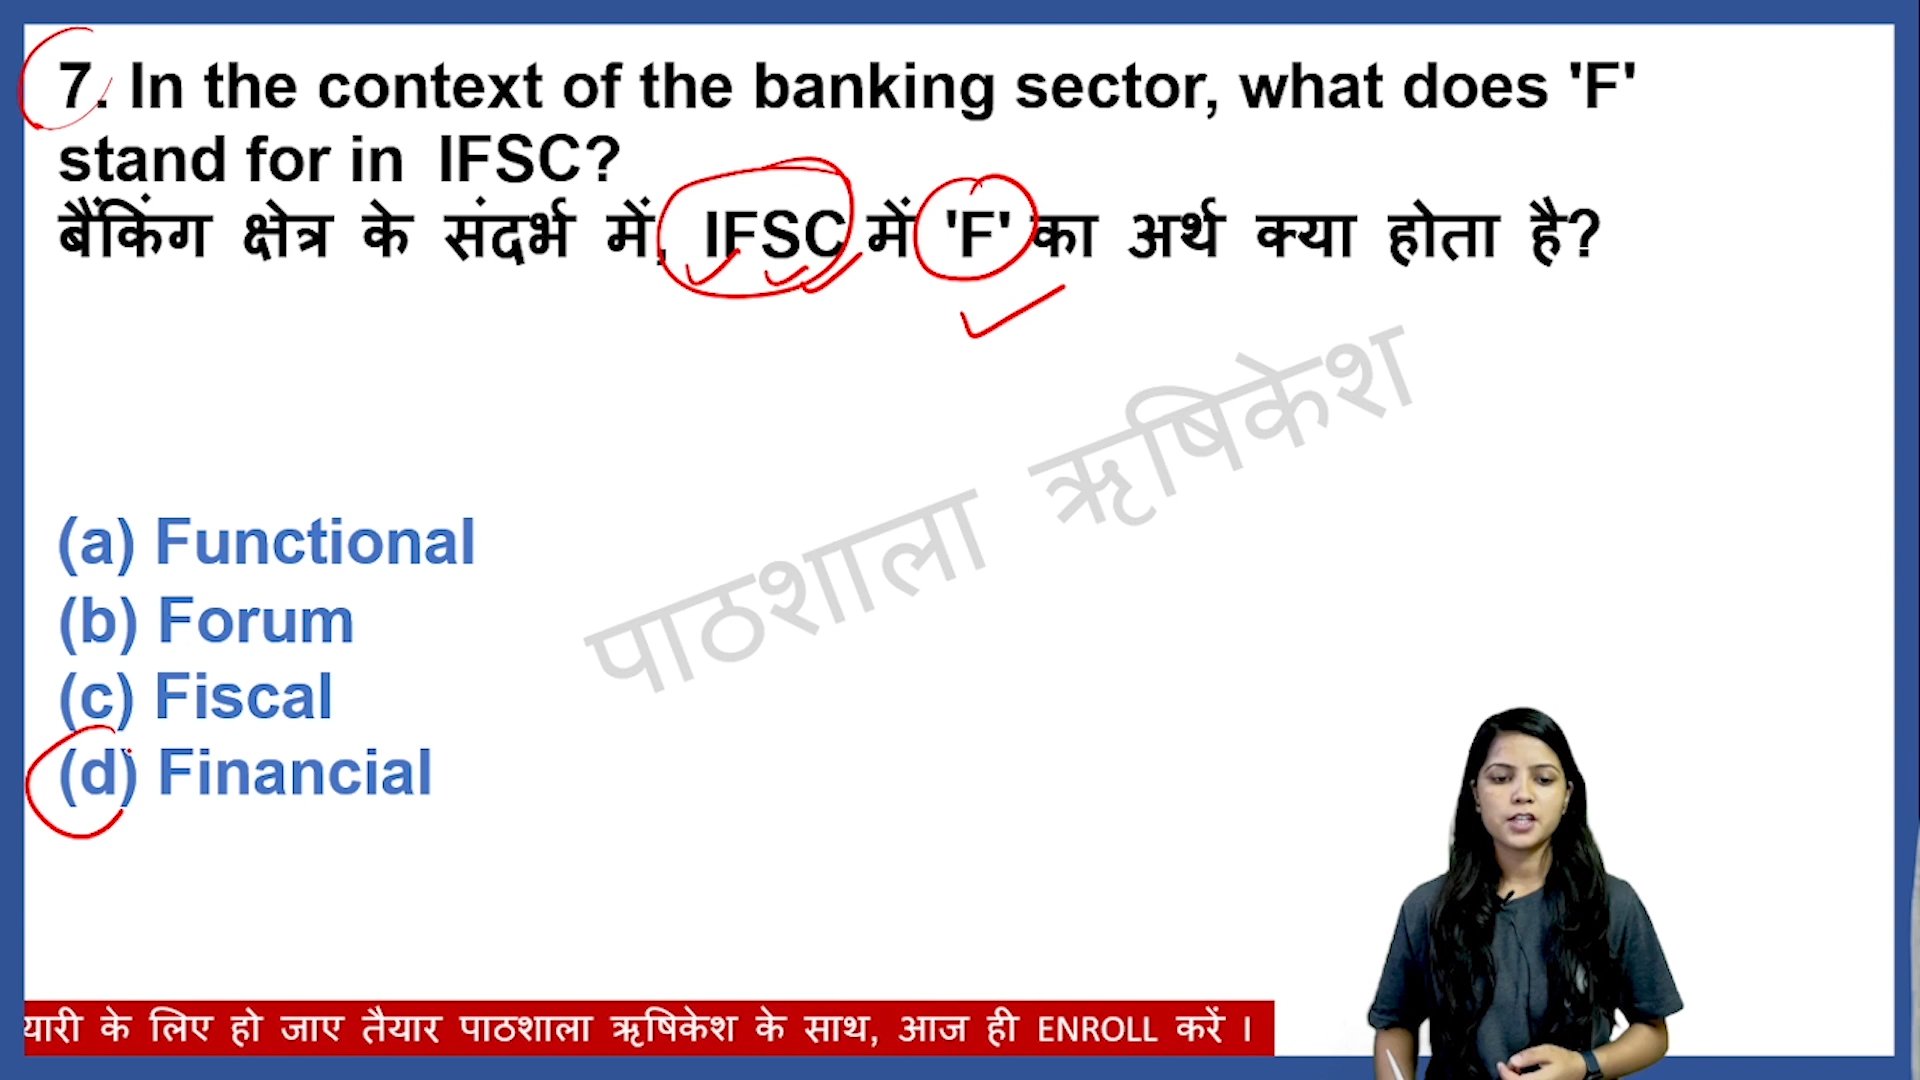 7. In the context of the banking sector, what does 'F'
stand for in IFSC?
बैंकिंग क्षेत्र के संदर्भ में, IFSC में 'F' का अर्थ क्या होता है?
पाठशाला ऋषिकेश
(a) Functional
(b) Forum
(c) Fiscal
(d) Financial
यारी के लिए हो जाए तैयार पाठशाला ऋषिकेश के साथ, आज ही ENROLL करें ।